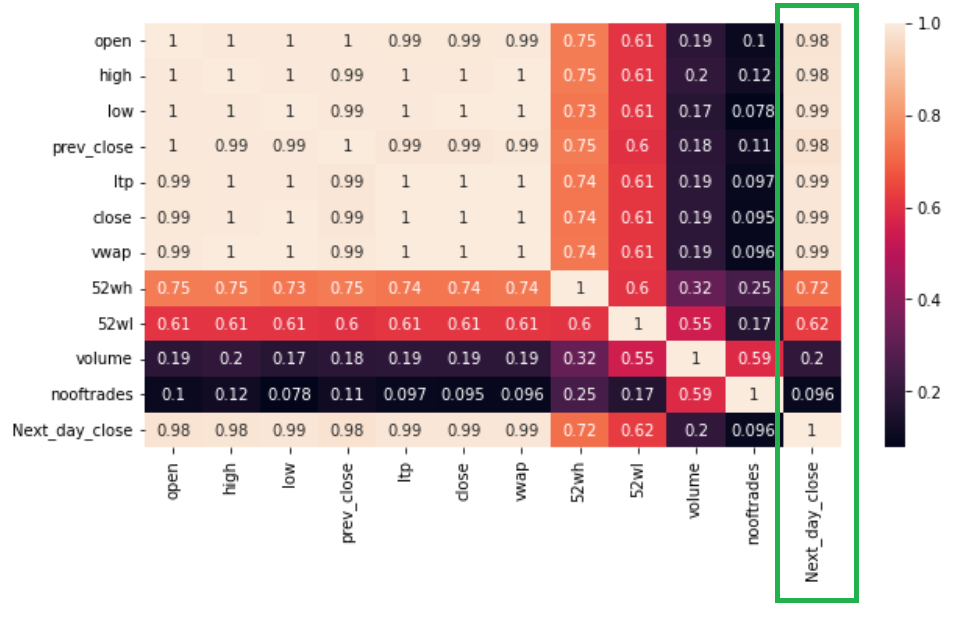 open 1 1 1 1 0.99 0.99 0.99 0.75 0.61 0.19 0.1 0.98
high 1 1 1 0.99 1 1 1 0.75 0.61 0.2 0.12 0.98
low 1 1 1 0.99 1 1 1 0.73 0.61 0.17 0.078 0.99
prev_close 1 0.99 0.99 1 0.99 0.99 0.99 0.75 0.6 0.18 0.11 0.98
ltp 0.99 1 1 0.99 1 1 1 0.74 0.61 0.19 0.097 0.99
close 0.99 1 1 0.99 1 1 1 0.74 0.61 0.19 0.095 0.99
vwap 0.99 1 1 0.99 1 1 1 0.74 0.61 0.19 0.096 0.99
52wh 0.75 0.75 0.73 0.75 0.74 0.74 0.74 1 0.6 0.32 0.25 0.72
52wl 0.61 0.61 0.61 0.6 0.61 0.61 0.61 0.6 1 0.55 0.17 0.62
volume 0.19 0.2 0.17 0.18 0.19 0.19 0.19 0.32 0.55 1 0.59 0.2
nooftrades 0.1 0.12 0.078 0.11 0.097 0.095 0.096 0.25 0.17 0.59 1 0.096
Next_day_close 0.98 0.98 0.99 0.98 0.99 0.99 0.99 0.72 0.62 0.2 0.096 1
open high low prev_close ltp close vwap 52wh 52wl volume nooftrades Next_day_close
1.0
0.8
0.6
0.4
0.2